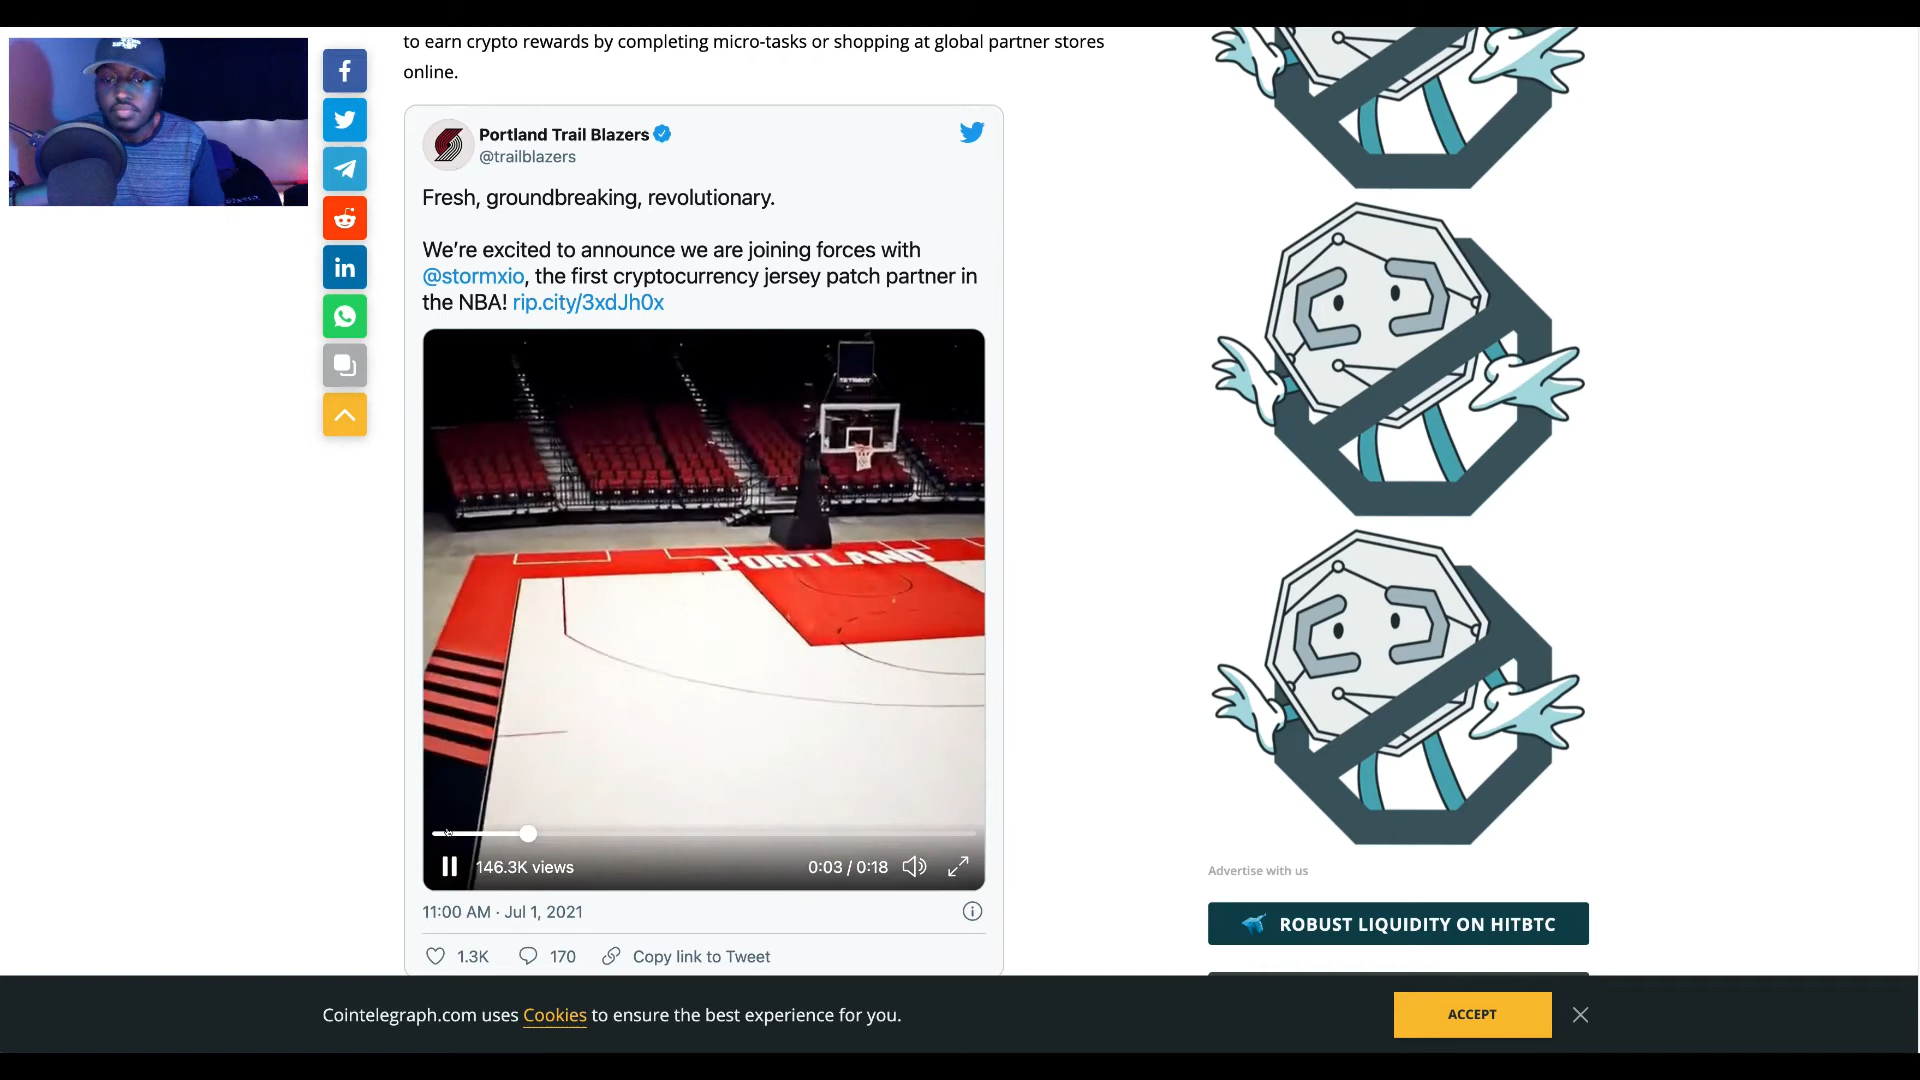 to earn crypto rewards by completing micro-tasks or shopping at global partner stores
online.
Portland Trail Blazers
@trailblazers
Fresh, groundbreaking, revolutionary.
We're excited to announce we are joining forces with
@stormxio, the first cryptocurrency jersey patch partner in
the NBA! rip.city/3xdJh0x
PORTLAND
146.3K views
0:03 / 0:18
11:00 AM · Jul 1, 2021
1.3K
170
Copy link to Tweet
Advertise with us
ROBUST LIQUIDITY ON HITBTC
Cointelegraph.com uses Cookies to ensure the best experience for you.
ACCEPT